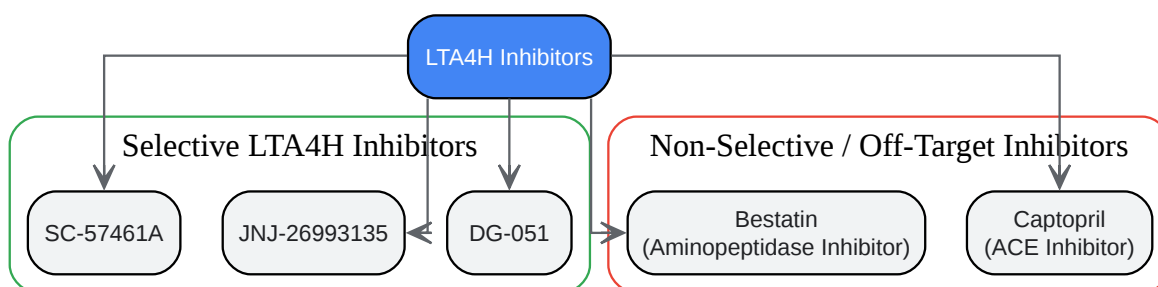 LTA4H Inhibitors
Selective LTA4H Inhibitors
Non-Selective / Off-Target Inhibitors
SC-57461A
JNJ-26993135
DG-051
Bestatin
(Aminopeptidase Inhibitor)
Captopril
(ACE Inhibitor)